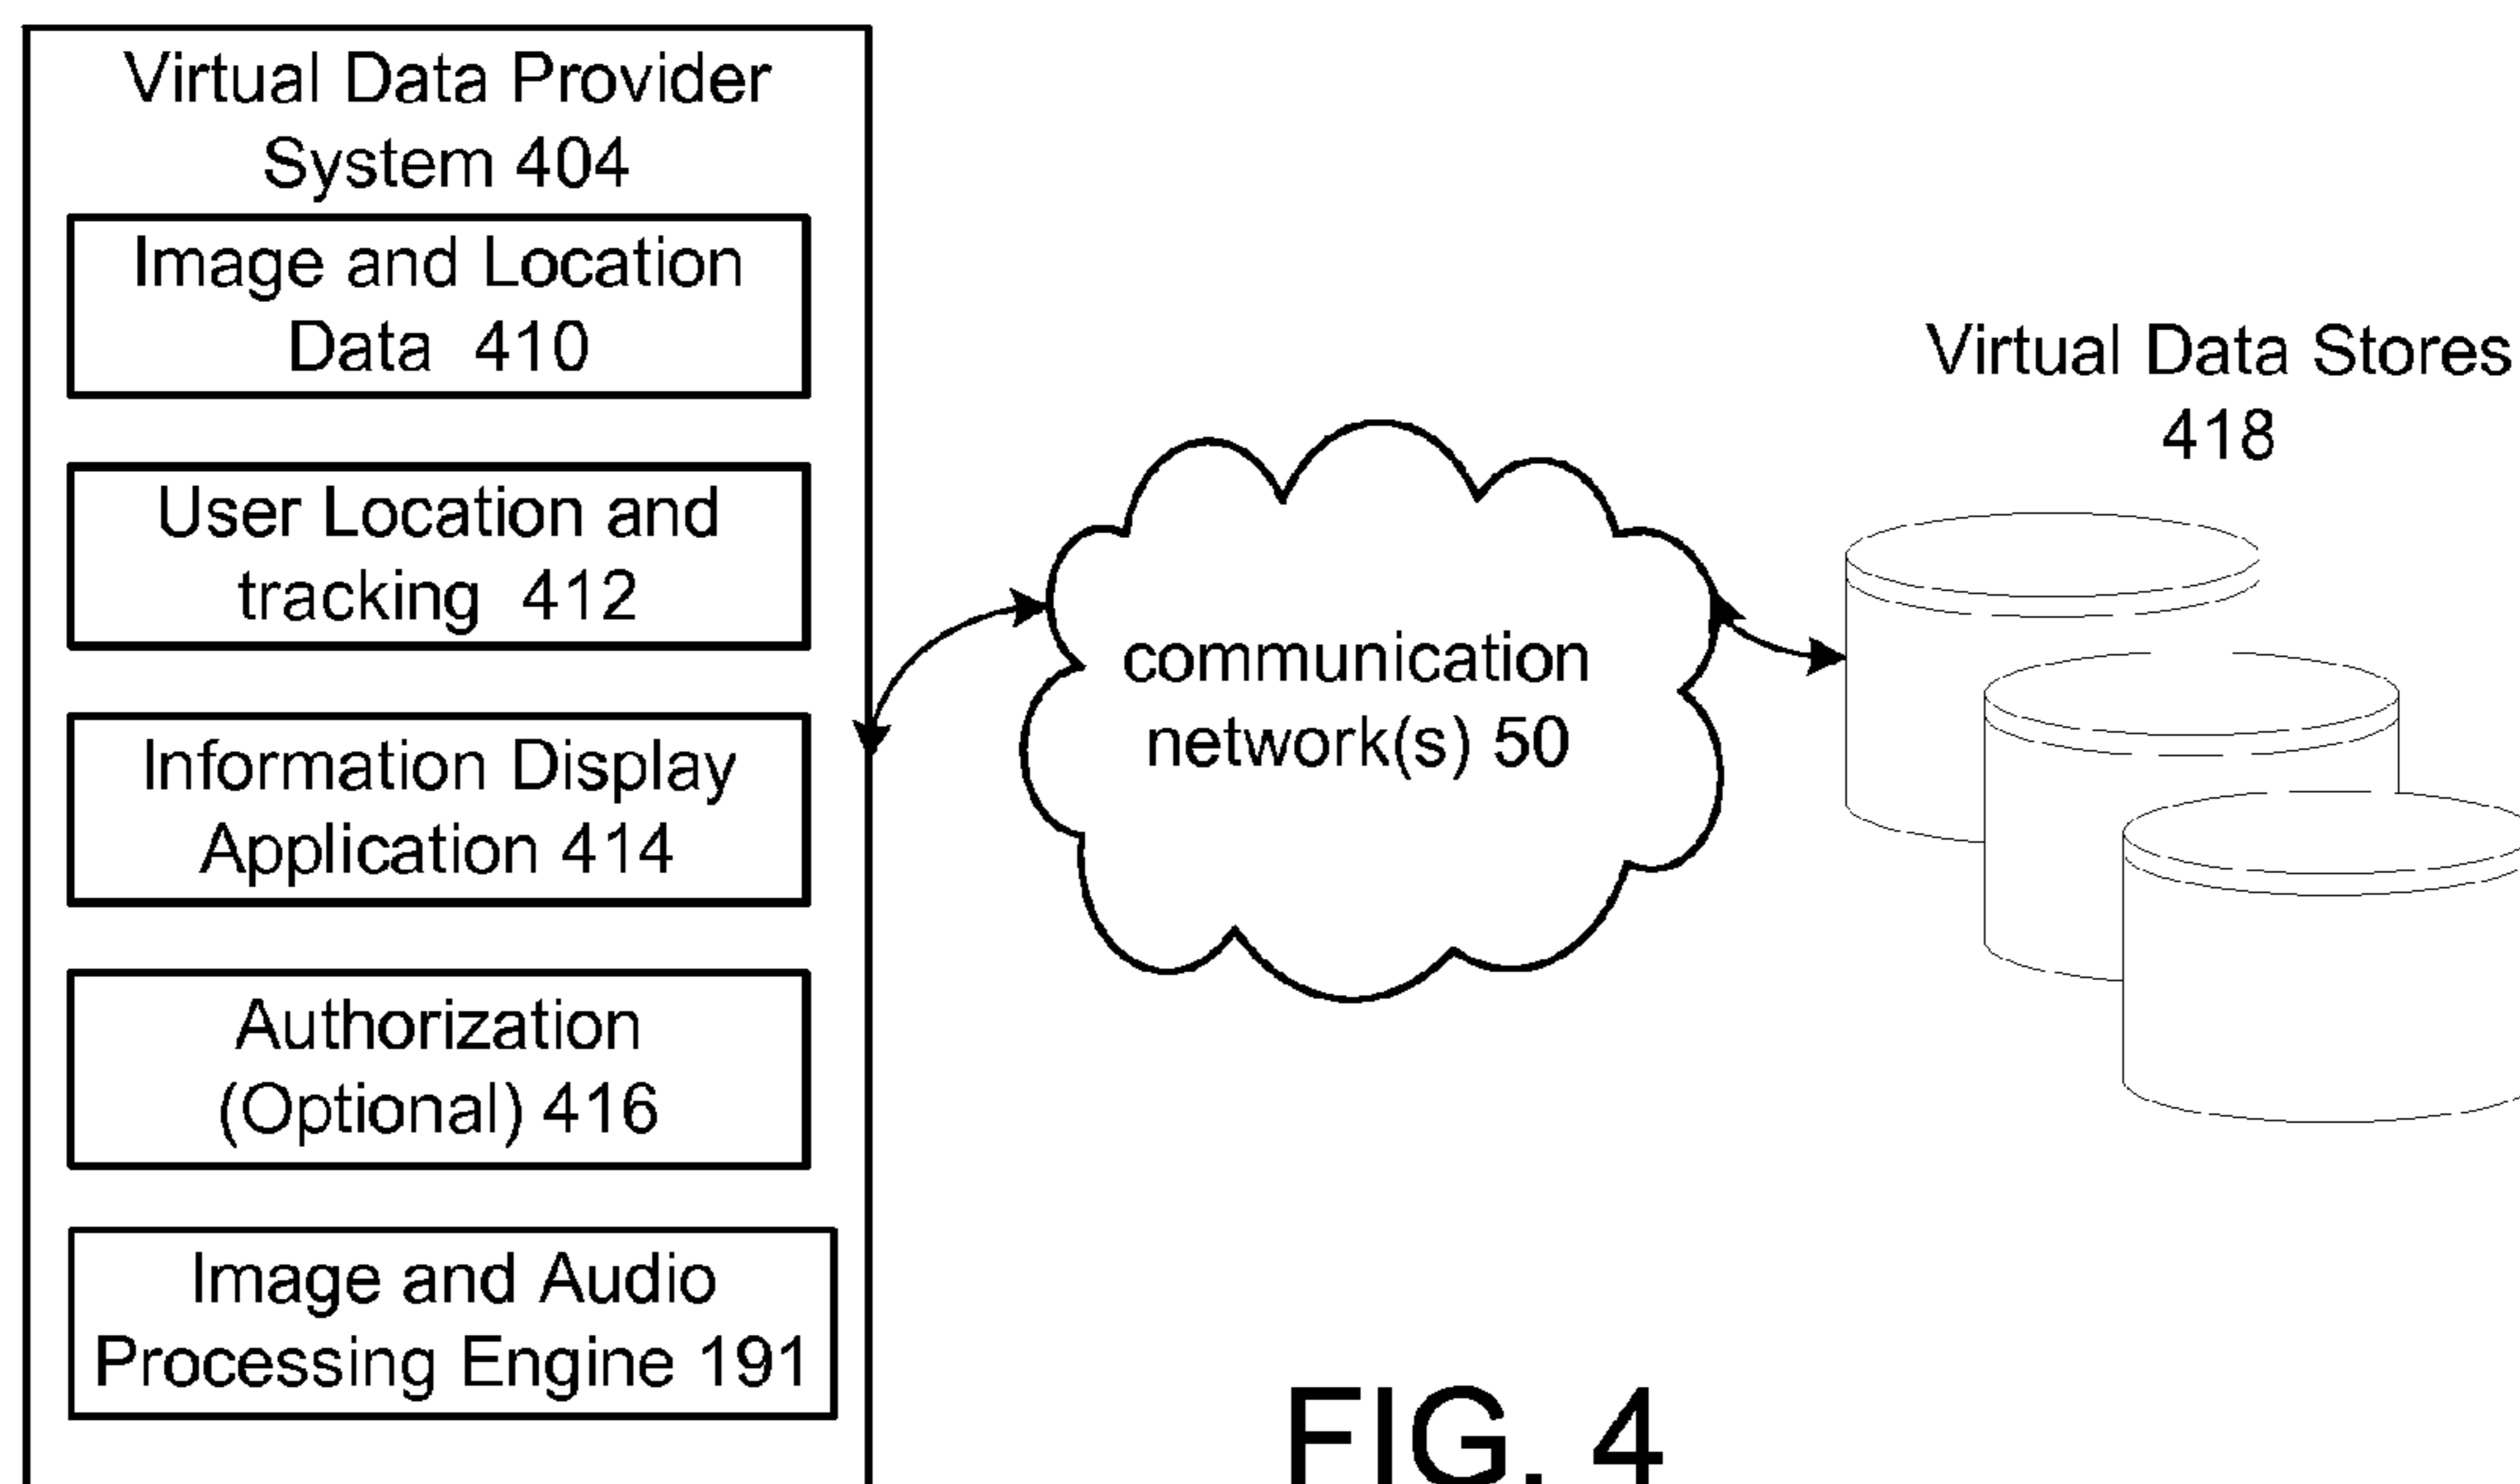 Virtual Data Provider
System 404
Image and Location
Data 410
User Location and
tracking 412
Information Display
Application 414
Authorization
(Optional) 416
Image and Audio
Processing Engine 191
communication
network(s) 50
Virtual Data Stores
418
FIG. 4